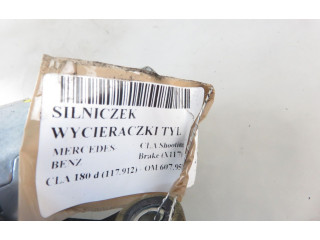 SILNICZEK
WYCIERACZKI TYŁ
MERCEDES CLA Shooting
BENZ Brake (X117)
CLA 180 d (117.912) - OM 607.95